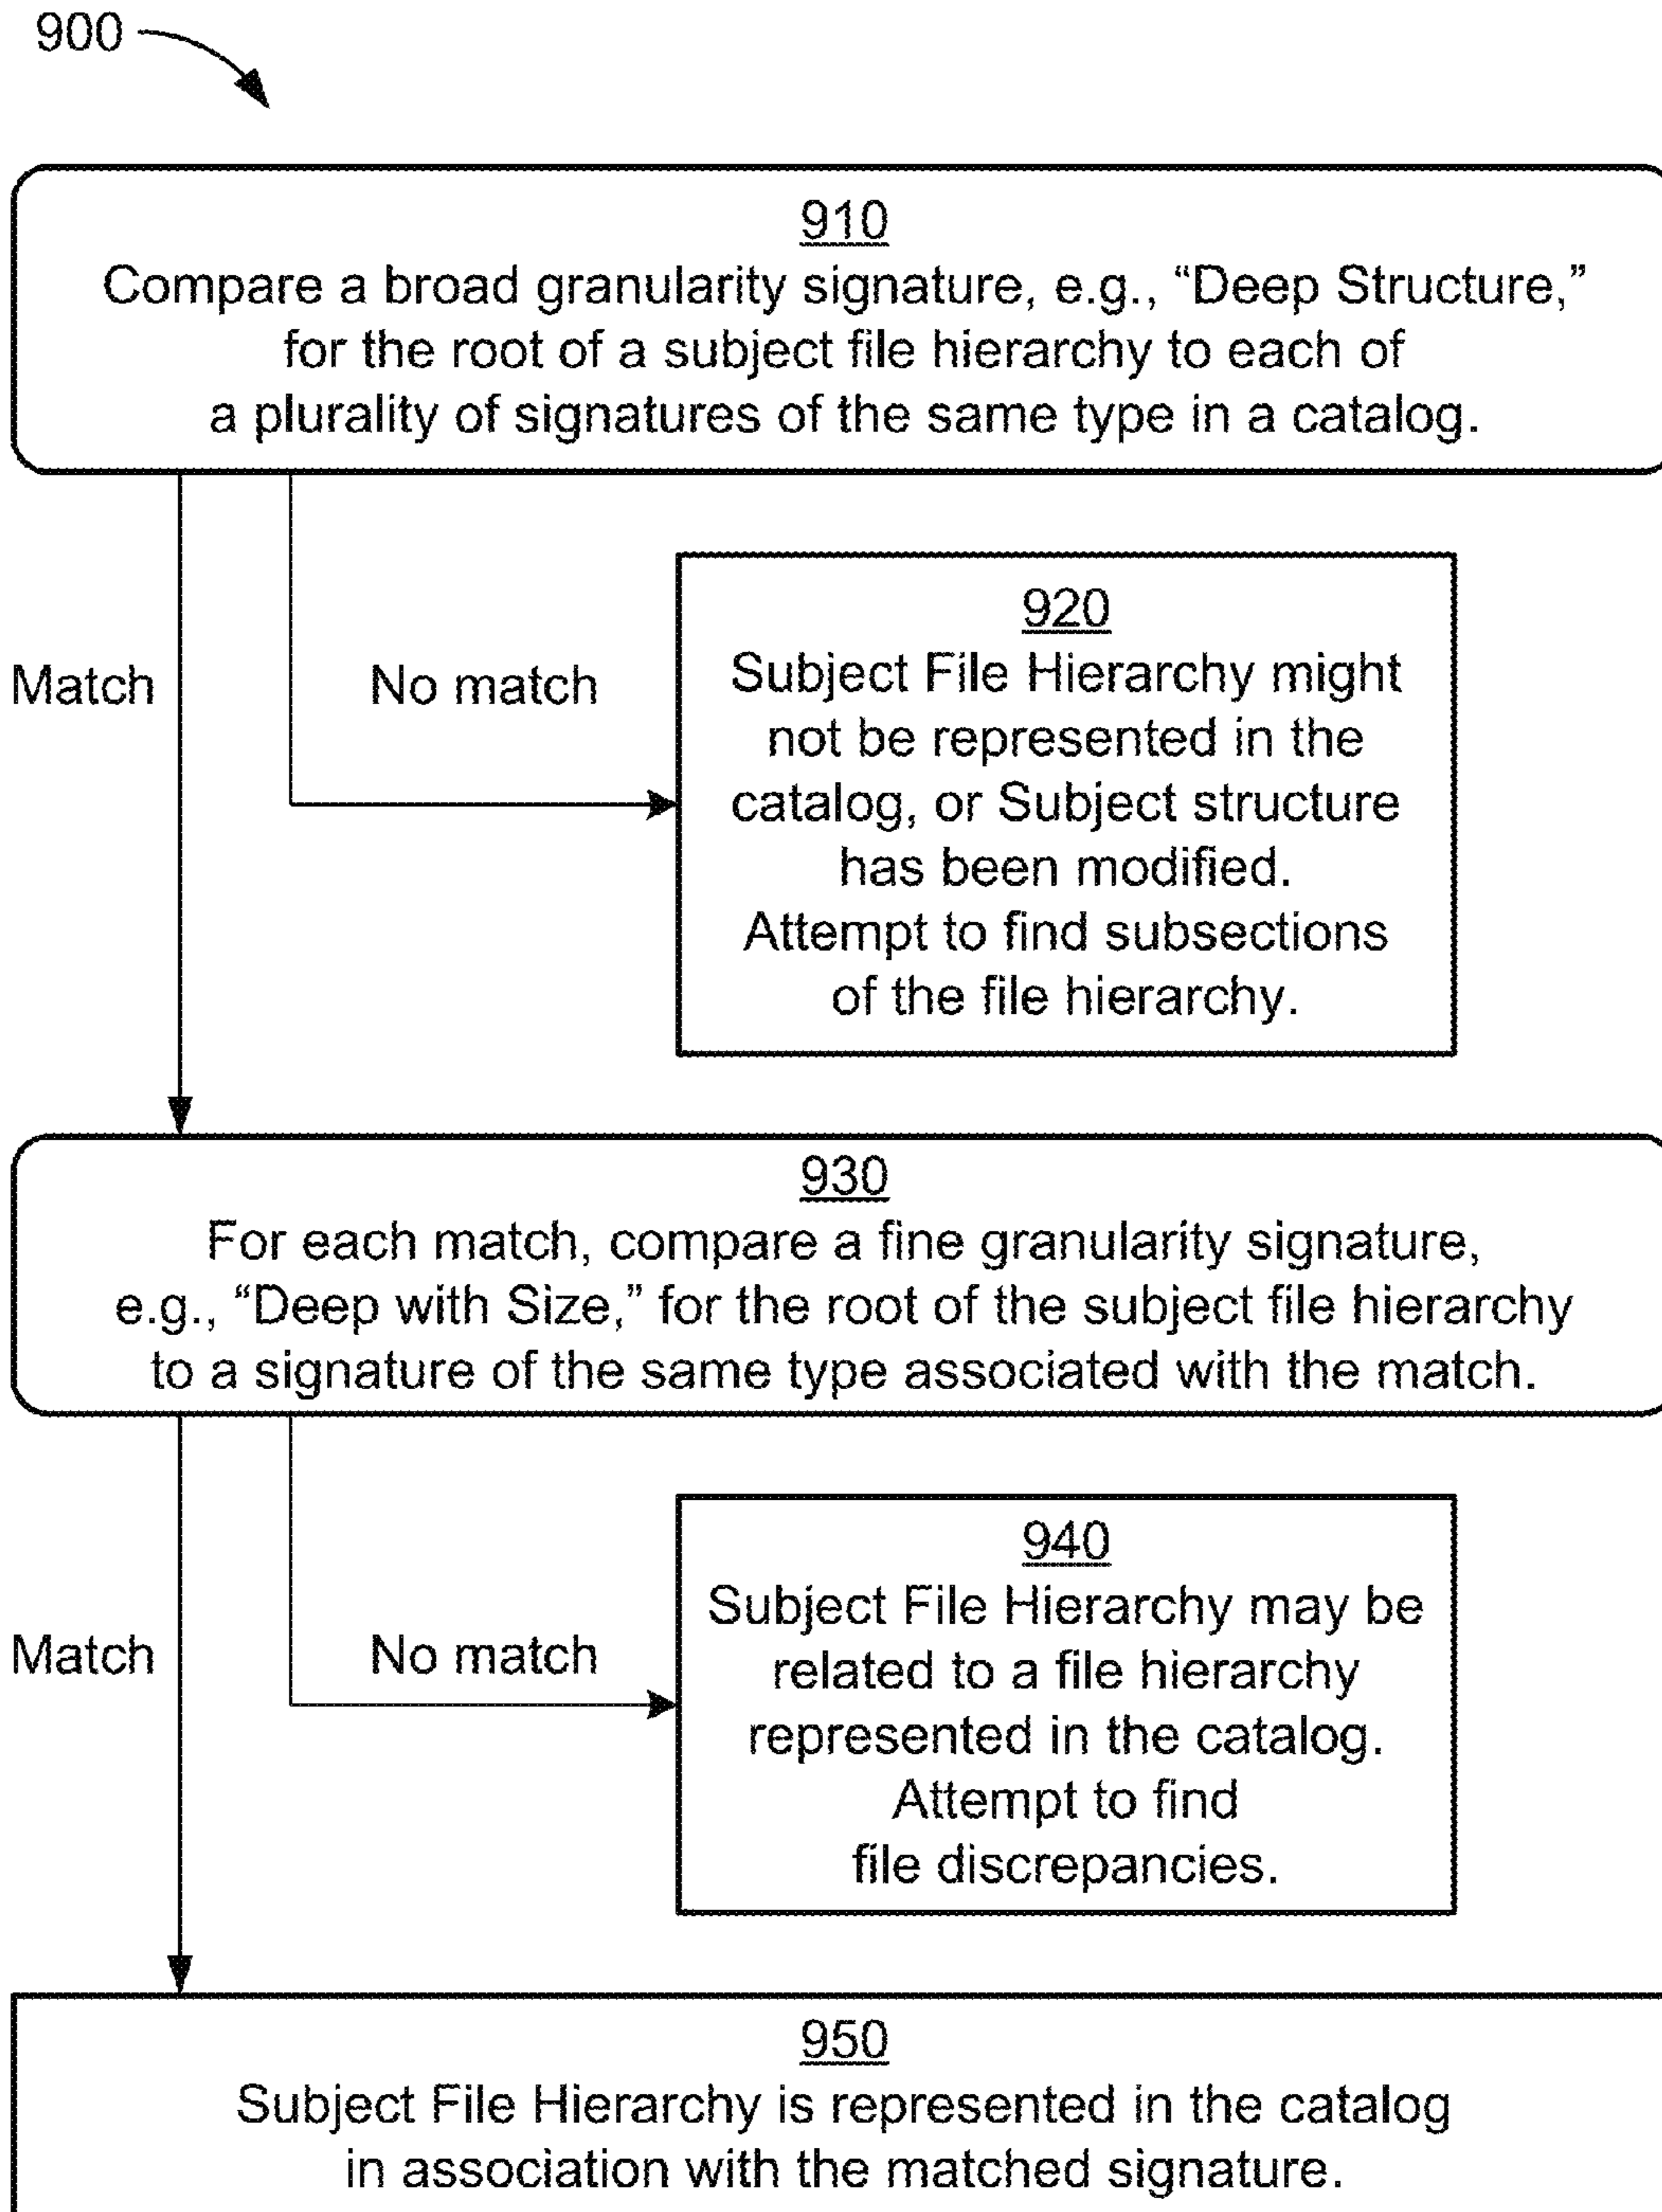 900
910
Compare a broad granularity signature, e.g., “Deep Structure,”
for the root of a subject file hierarchy to each of
a plurality of signatures of the same type in a catalog.
Match
No match
920
Subject File Hierarchy might
not be represented in the
catalog, or Subject structure
has been modified.
Attempt to find subsections
of the file hierarchy.
930
For each match, compare a fine granularity signature,
e.g., “Deep with Size,” for the root of the subject file hierarchy
to a signature of the same type associated with the match.
Match
No match
940
Subject File Hierarchy may be
related to a file hierarchy
represented in the catalog.
Attempt to find
file discrepancies.
950
Subject File Hierarchy is represented in the catalog
in association with the matched signature.